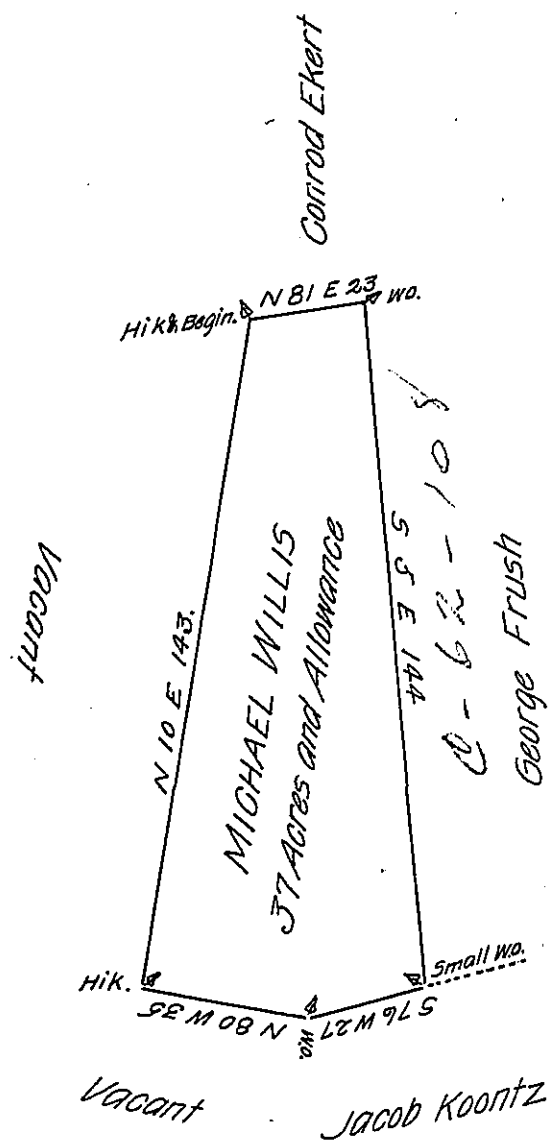 Conrod Ekert
N 81 E 23
Wo.
Hik & Begin.
Vacant
N 10 E 143.
MICHAEL WILLIS
37 Acres and Allowance
S 5 E 144
George Frush
Hik.
N 80 W 35
Wo.
S 76 W 27
Small Wo.
Vacant
Jacob Koontz